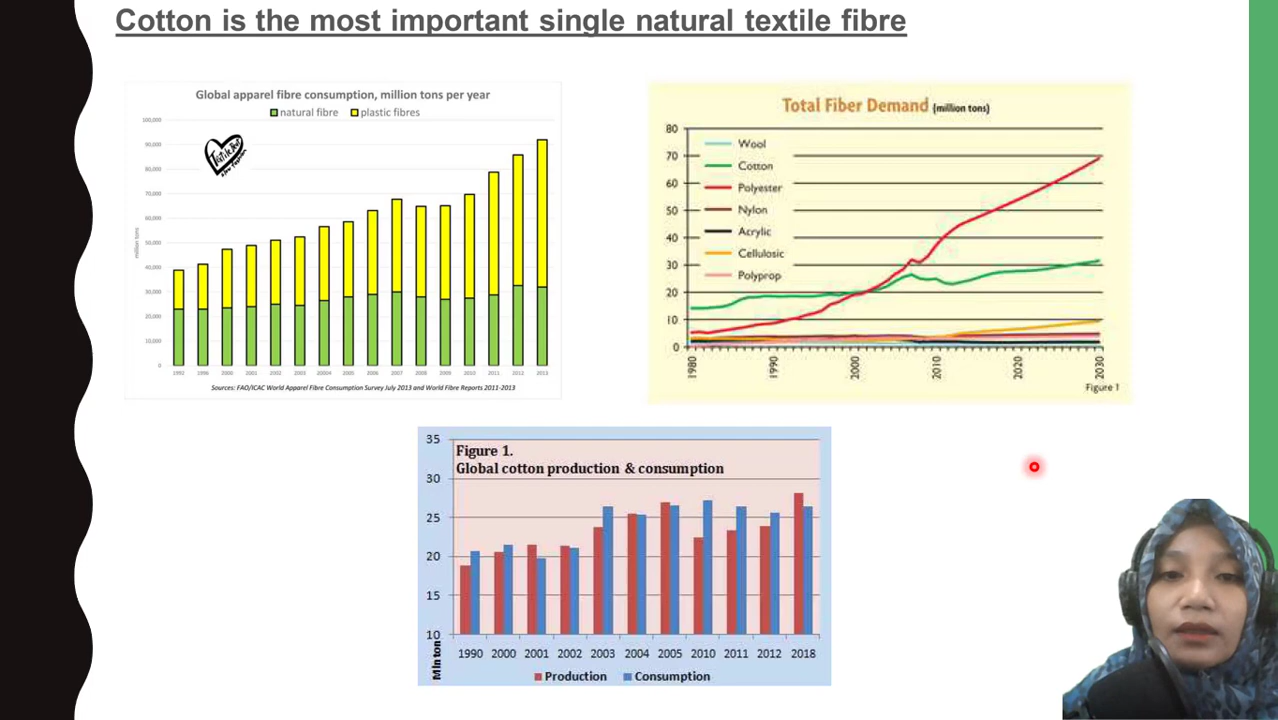 Cotton is the most important single natural textile fibre
Global apparel fibre consumption, million tons per year
natural fibre plastic fibres
100,000
90,000
80,000
70,000
60,000
50,000
40,000
30,000
20,000
10,000
0
million tons
1992 1996 2000 2001 2002 2003 20004 2005 2006 2007 2008 2009 2010 2011 2012 2013
Sources: FAO/ICAC World Apparel Fibre Consumption Survey July 2013 and World Fibre Reports 2011-2013
Total Fiber Demand (million tons)
80
70
60
50
40
30
20
10
0
Wool
Cotton
Polyester
Nylon
Acrylic
Cellulosic
Polyprop
1980 1990 2000 2010 2020 2030
Figure 1
Figure 1.
Global cotton production & consumption
35
30
25
20
15
10
1990 2000 2001 2002 2003 2004 2005 2010 2011 2012 2018
Production Consumption